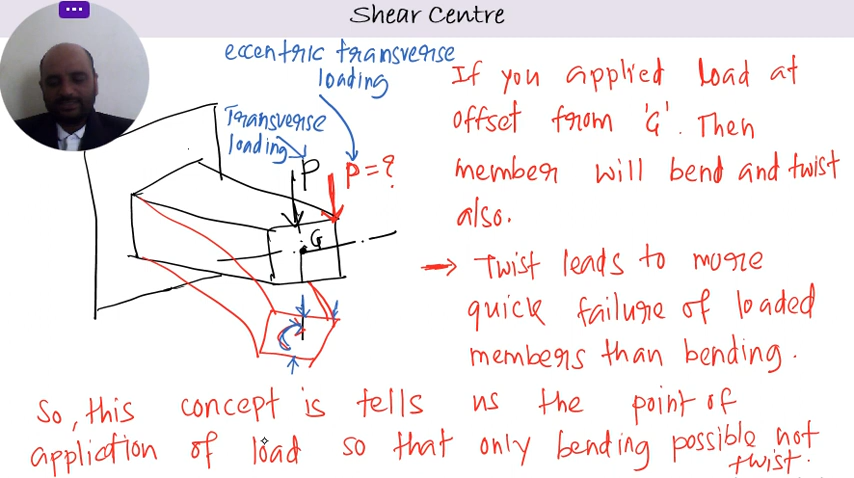 Shear Centre
eccentric transverse
loading
Transverse
loading
P
P=?
G
If you applied load at
offset from 'G'. Then
member will bend and twist
also.
→ Twist leads to more
quick failure of loaded
members than bending.
So, this concept is tells us the point of
application of load so that only bending possible not
twist.